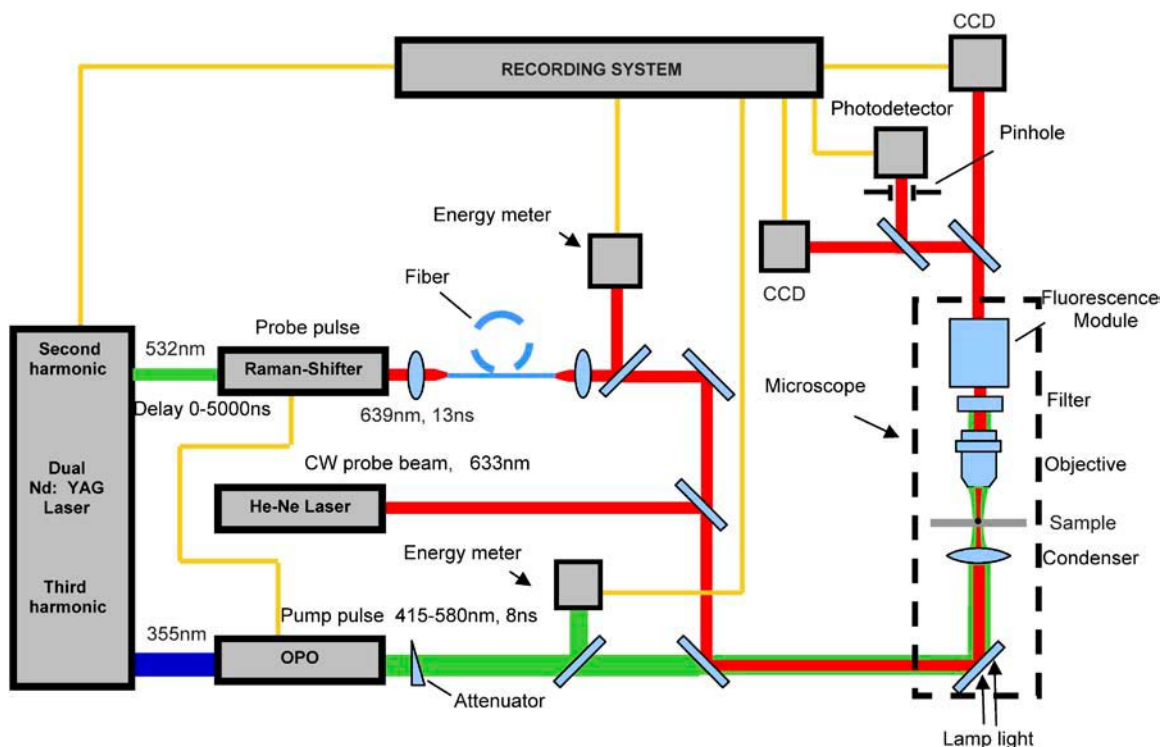 CCD
RECORDING SYSTEM
Photodetector
Pinhole
Energy meter
Fiber
CCD
Fluorescence
Module
Probe pulse
Second
harmonic
532nm
Raman-Shifter
Microscope
Filter
Delay 0-5000ns
639nm, 13ns
CW probe beam, 633nm
Objective
Dual
Nd: YAG
Laser
He-Ne Laser
Sample
Energy meter
Condenser
Third
harmonic
Pump pulse 415-580nm, 8ns
355nm
OPO
Attenuator
Lamp light